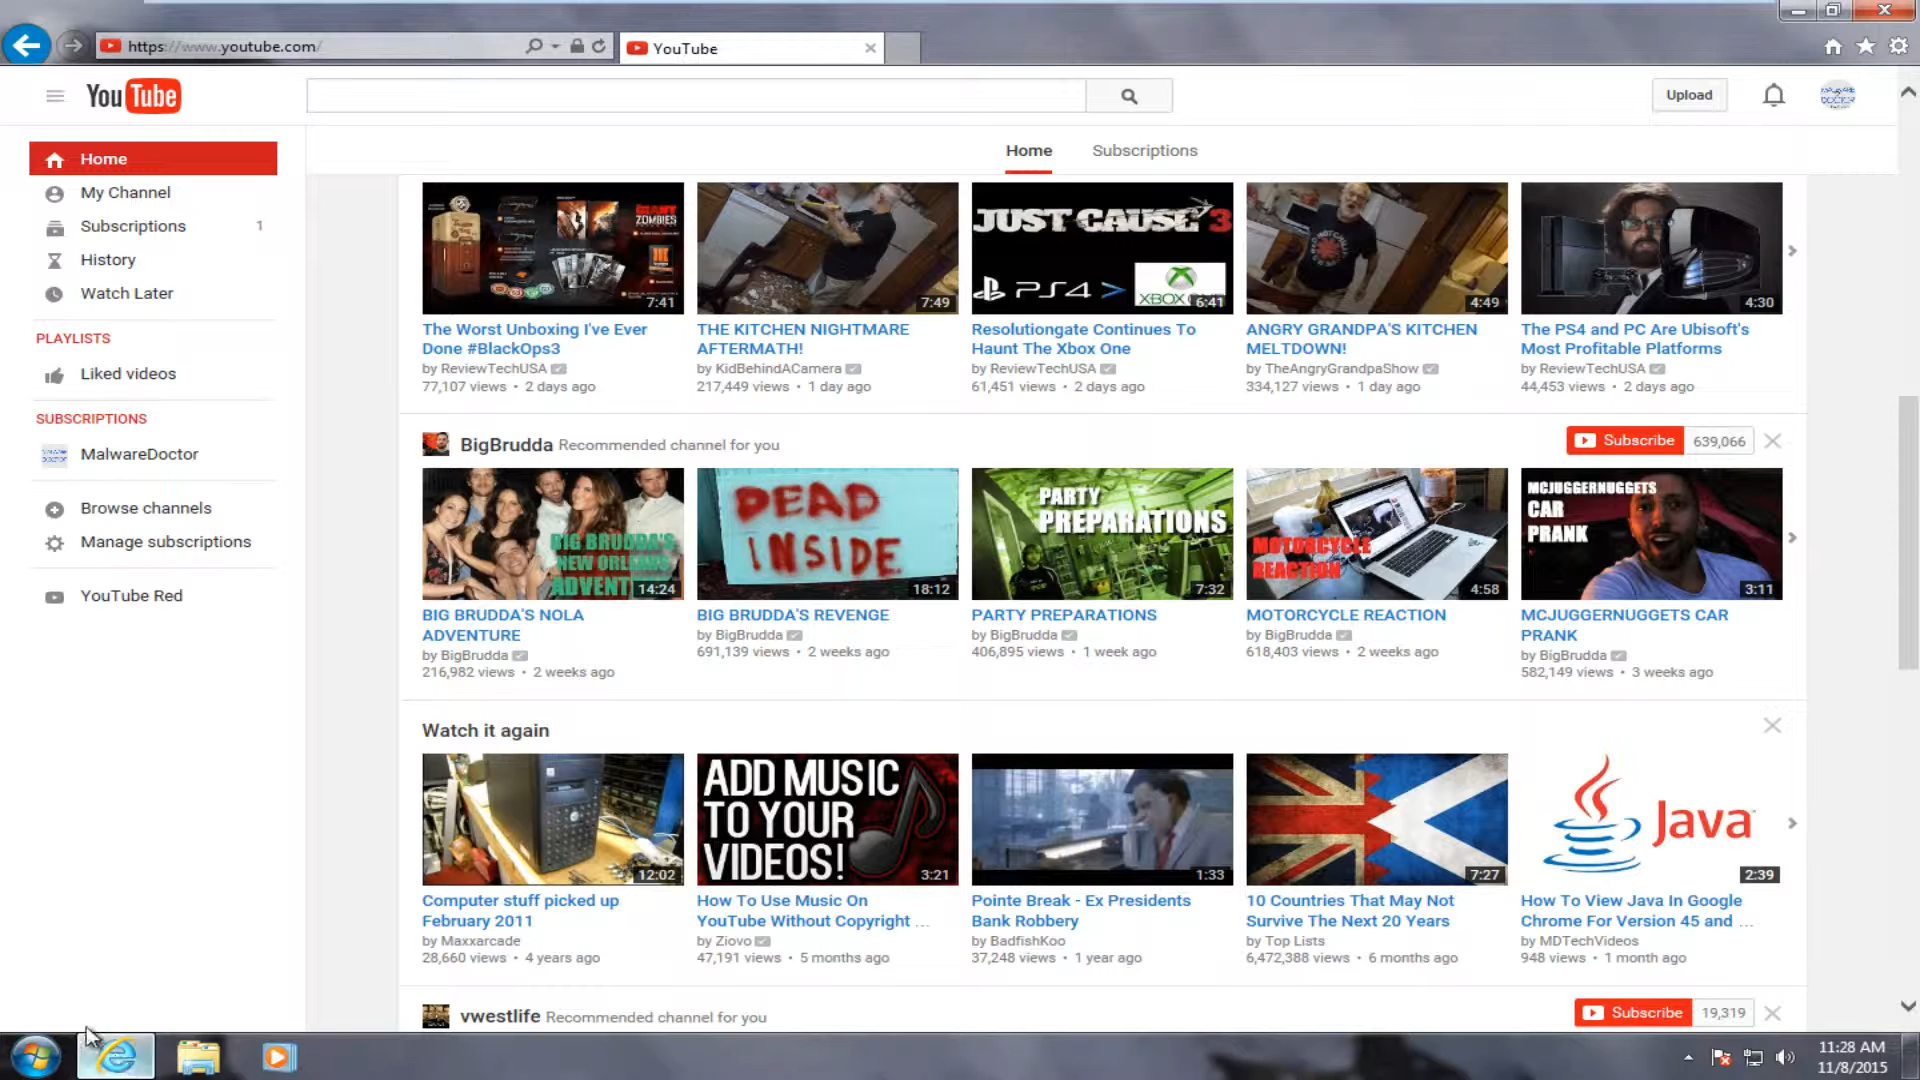 https://www.youtube.com/
YouTube
YouTube
Upload
Home
My Channel
Subscriptions 1
History
Watch Later
PLAYLISTS
Liked videos
SUBSCRIPTIONS
MalwareDoctor
Browse channels
Manage subscriptions
YouTube Red
Home Subscriptions
GIANT
ZOMBIES
7:41
7:49
JUST CAUSE 3
PS4 >
XBOX
6:41
4:49
4:30
The Worst Unboxing I've Ever
Done #BlackOps3
by ReviewTechUSA
77,107 views • 2 days ago
THE KITCHEN NIGHTMARE
AFTERMATH!
by KidBehindACamera
217,449 views • 1 day ago
Resolutiongate Continues To
Haunt The Xbox One
by ReviewTechUSA
61,451 views • 2 days ago
ANGRY GRANDPA'S KITCHEN
MELTDOWN!
by TheAngryGrandpaShow
334,127 views • 1 day ago
The PS4 and PC Are Ubisoft's
Most Profitable Platforms
by ReviewTechUSA
44,453 views • 2 days ago
BigBrudda Recommended channel for you
Subscribe 639,066
BIG BRUDDA'S
NEW ORLEANS
ADVENT
14:24
DEAD
INSIDE
18:12
PARTY
PREPARATIONS
7:32
MOTORCYCLE
REACTION
4:58
MCJUGGERNUGGETS
CAR
PRANK
3:11
BIG BRUDDA'S NOLA
ADVENTURE
by BigBrudda
216,982 views • 2 weeks ago
BIG BRUDDA'S REVENGE
by BigBrudda
691,139 views • 2 weeks ago
PARTY PREPARATIONS
by BigBrudda
406,895 views • 1 week ago
MOTORCYCLE REACTION
by BigBrudda
618,403 views • 2 weeks ago
MCJUGGERNUGGETS CAR
PRANK
by BigBrudda
582,149 views • 3 weeks ago
Watch it again
12:02
ADD MUSIC
TO YOUR
VIDEOS!
3:21
1:33
7:27
Java
2:39
Computer stuff picked up
February 2011
by Maxxarcade
28,660 views • 4 years ago
How To Use Music On
YouTube Without Copyright ...
by Ziovo
47,191 views • 5 months ago
Pointe Break - Ex Presidents
Bank Robbery
by BadfishKoo
37,248 views • 1 year ago
10 Countries That May Not
Survive The Next 20 Years
by Top Lists
6,472,388 views • 6 months ago
How To View Java In Google
Chrome For Version 45 and ...
by MDTechVideos
948 views • 1 month ago
vwestlife Recommended channel for you
Subscribe 19,319
11:28 AM
11/8/2015